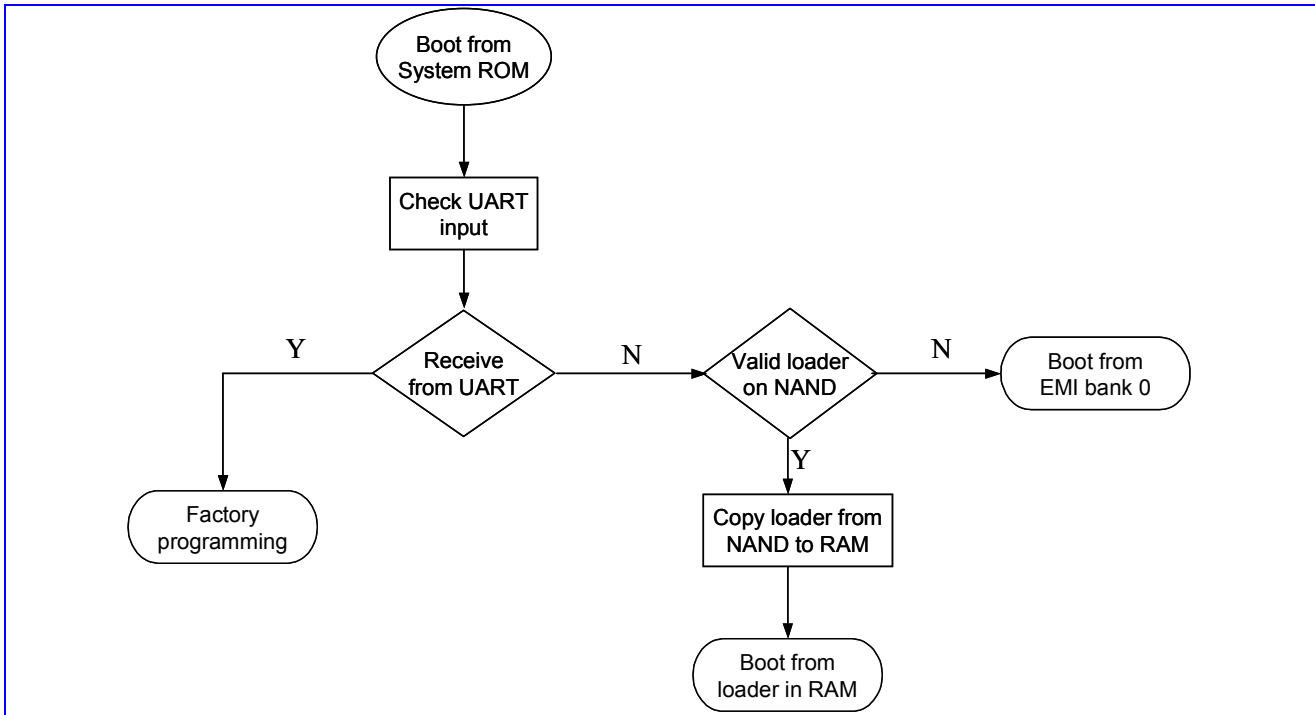 Boot from
System ROM
Check UART
input
Y
Receive
from UART
N
Valid loader
on NAND
N
Boot from
EMI bank 0
Y
Factory
programming
Copy loader from
NAND to RAM
Boot from
loader in RAM